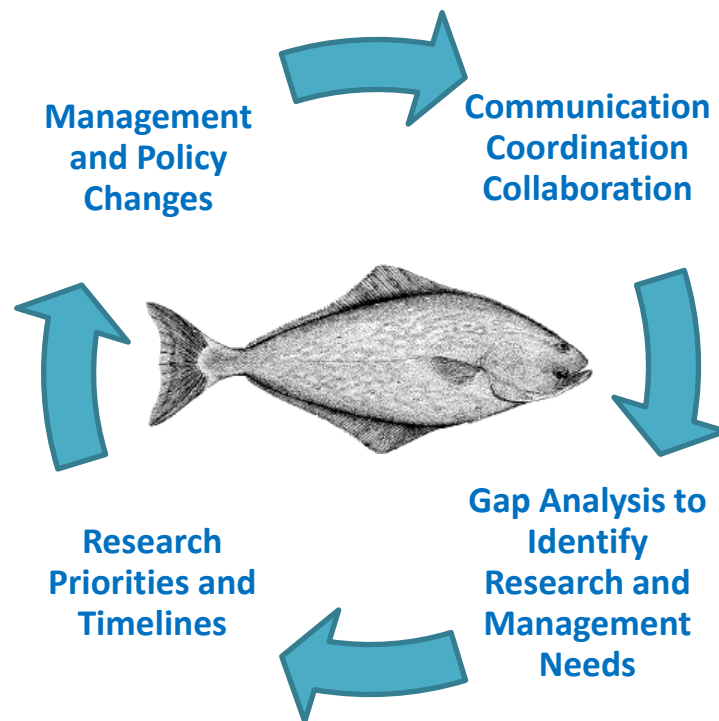 Management
and Policy
Changes
Communication
Coordination
Collaboration
Gap Analysis to
Identify
Research and
Management
Needs
Research
Priorities and
Timelines